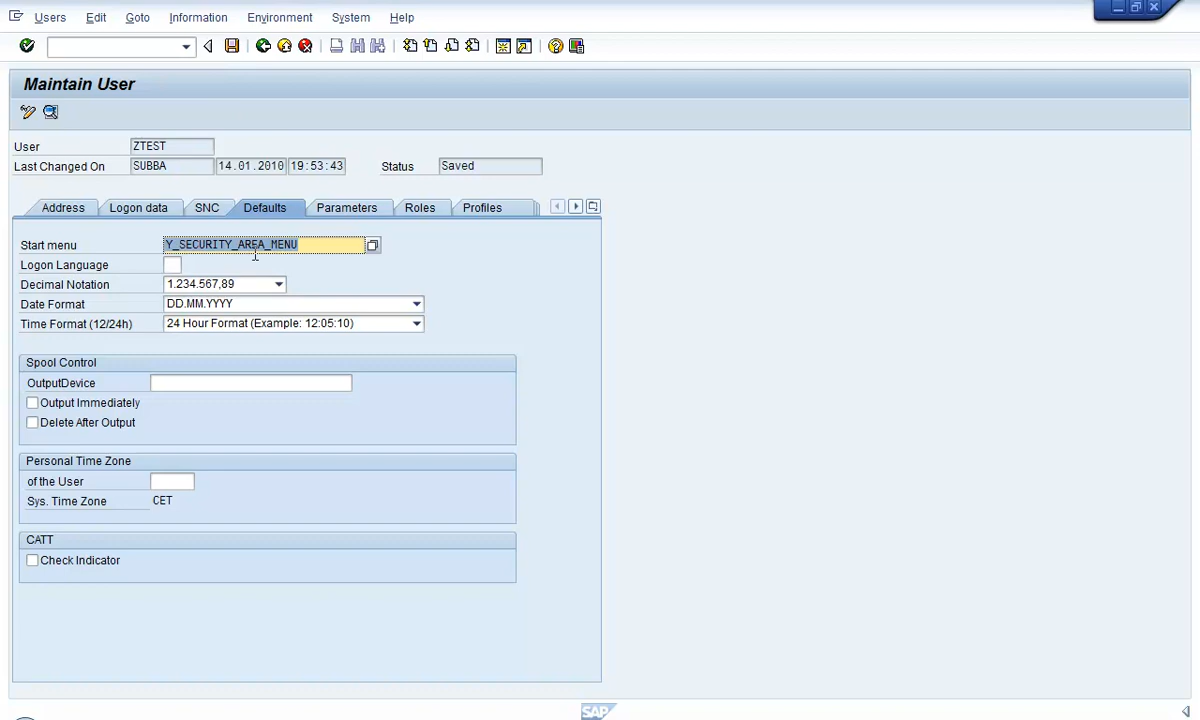 Users Edit Goto Information Environment System Help
Maintain User
User ZTEST
Last Changed On SUBBA 14.01.2010 19:53:43 Status Saved
Address Logon data SNC Defaults Parameters Roles Profiles
Start menu Y_SECURITY_AREA_MENU
Logon Language
Decimal Notation 1.234.567,89
Date Format DD.MM.YYYY
Time Format (12/24h) 24 Hour Format (Example: 12:05:10)
Spool Control
OutputDevice
Output Immediately
Delete After Output
Personal Time Zone
of the User
Sys. Time Zone CET
CATT
Check Indicator
SAP